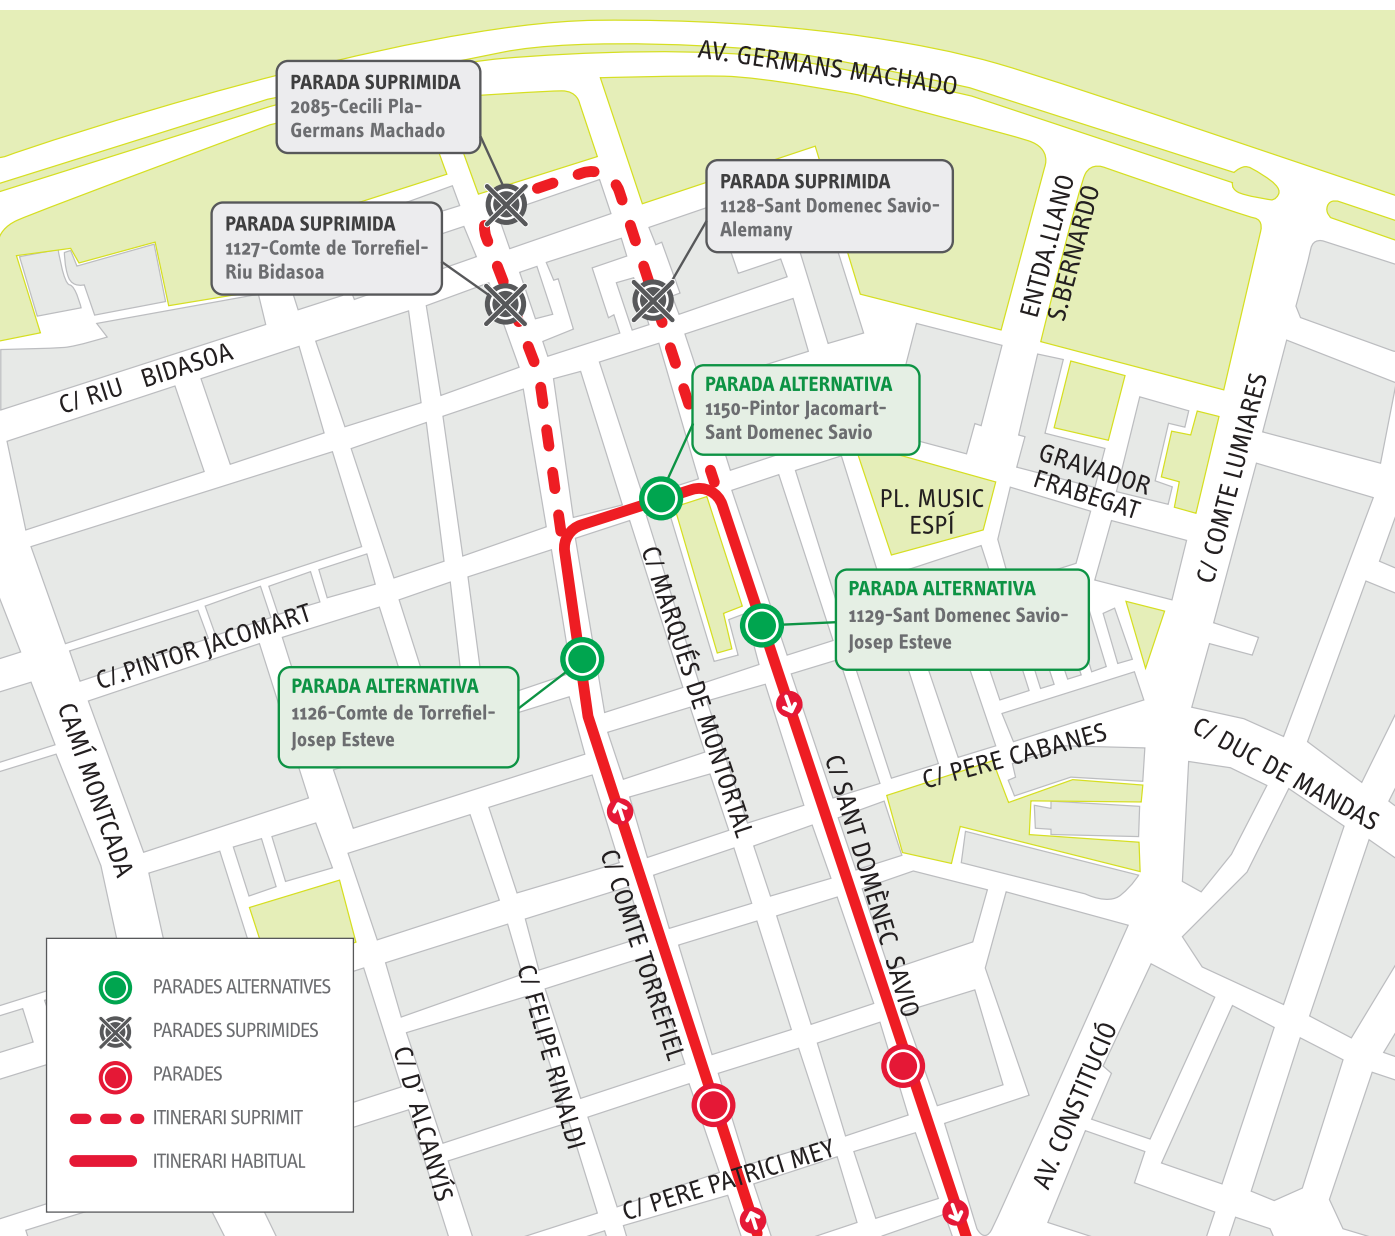 AV. GERMANS MACHADO
PARADA SUPRIMIDA
2085-Cecili Pla-
Germans Machado
PARADA SUPRIMIDA
1128-Sant Domenec Savio-
Alemany
PARADA SUPRIMIDA
1127-Comte de Torrefiel-
Riu Bidasoa
ENTDA.LLANO
S.BERNARDO
C/ RIU BIDASOA
PARADA ALTERNATIVA
1150-Pintor Jacomart-
Sant Domenec Savio
C/ COMTE LUMIARES
GRAVADOR
FRABEGAT
PL. MUSIC
ESPÍ
C/ MARQUÉS DE MONTORTAL
PARADA ALTERNATIVA
1129-Sant Domenec Savio-
Josep Esteve
C/.PINTOR JACOMART
PARADA ALTERNATIVA
1126-Comte de Torrefiel-
Josep Esteve
CAMÍ MONTCADA
C/ PERE CABANES
C/ DUC DE MANDAS
C/ SANT DOMÈNEC SAVIO
C/ COMTE TORREFIEL
C/ FELIPE RINALDI
C/ D' ALCANYÍS
AV. CONSTITUCIÓ
C/ PERE PATRICI MEY
PARADES ALTERNATIVES
PARADES SUPRIMIDES
PARADES
ITINERARI SUPRIMIT
ITINERARI HABITUAL